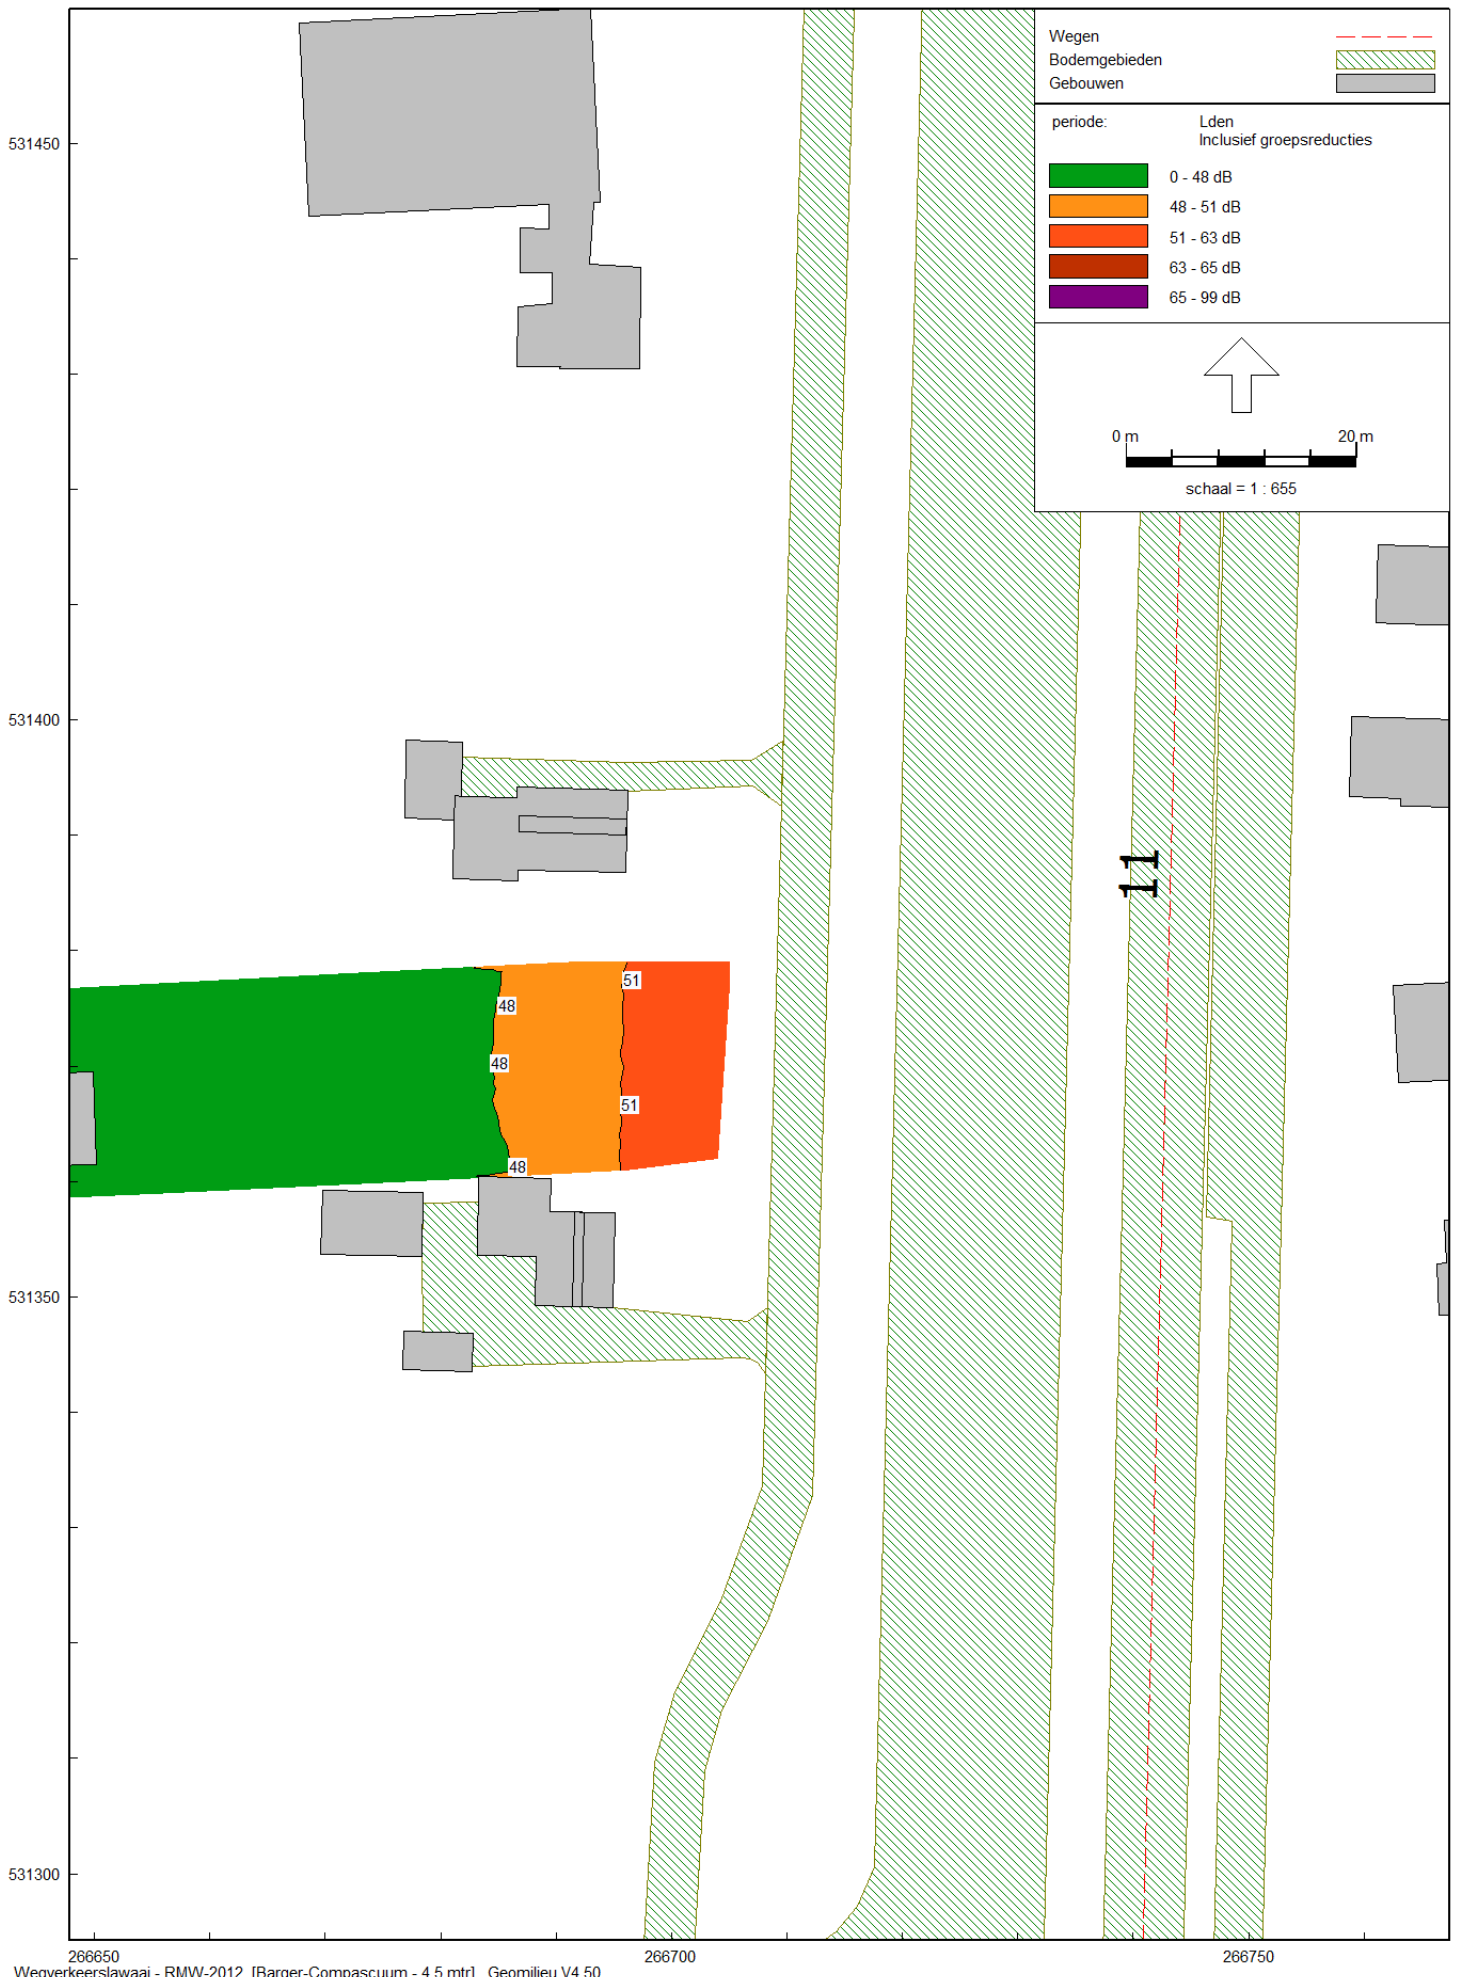 Wegen
Bodemgebieden
Gebouwen
periode: Lden
Inclusief groepsreducties
0 - 48 dB
48 - 51 dB
51 - 63 dB
63 - 65 dB
65 - 99 dB
0 m 20 m
schaal = 1 : 655
531450
531400
11
51
48
48
51
48
531350
531300
266650 266700 266750
Wegverkeerslawaai - RMW-2012, [Barger-Compascuum - 4,5 mtr] , Geomilieu V4.50